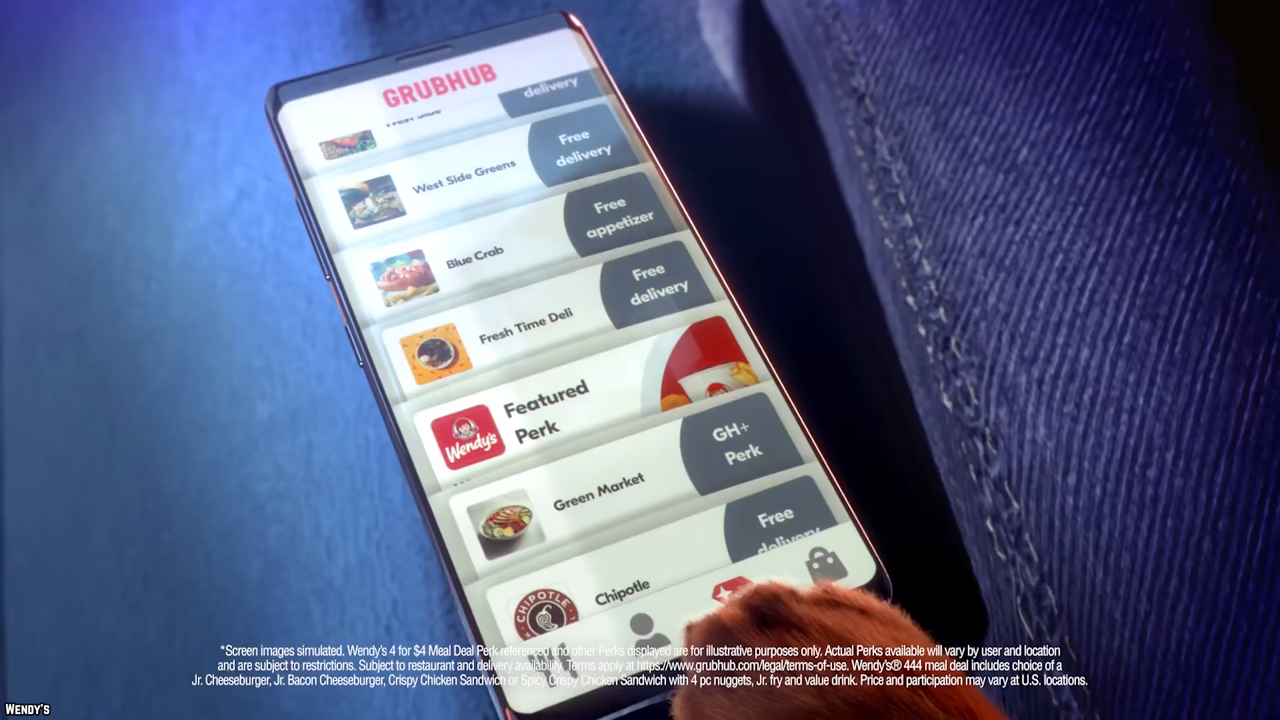 GRUBHUB
delivery
West Side Greens
Free
delivery
Blue Crab
Free
appetizer
Fresh Time Deli
Free
delivery
Wendy's
Featured
Perk
Green Market
GH+
Perk
CHIPOTLE
Chipotle
Free
delivery
*Screen images simulated. Wendy's 4 for $4 Meal Deal Perk referenced and other Perks displayed are for illustrative purposes only. Actual Perks available will vary by user and location
and are subject to restrictions. Subject to restaurant and delivery availability. Terms apply at https://www.grubhub.com/legal/terms-of-use. Wendy's® 444 meal deal includes choice of a
Jr. Cheeseburger, Jr. Bacon Cheeseburger, Crispy Chicken Sandwich or Spicy Crispy Chicken Sandwich with 4 pc nuggets, Jr. fry and value drink. Price and participation may vary at U.S. locations.
WENDY'S